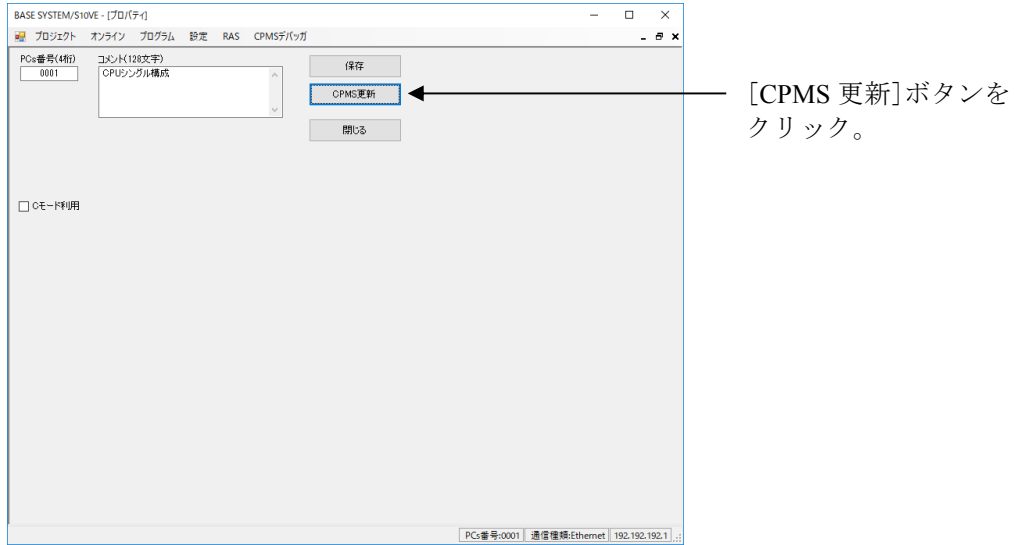 BASE SYSTEM/S10VE - [プロパティ]
プロジェクト オンライン プログラム 設定 RAS CPMSデバッガ
PCs番号(4桁) コメント(128文字)
0001 CPUシングル構成
保存
CPMS更新
閉じる
[CPMS 更新]ボタンを
クリック。
Cモード利用
PCs番号:0001 通信種類:Ethernet 192.192.192.1